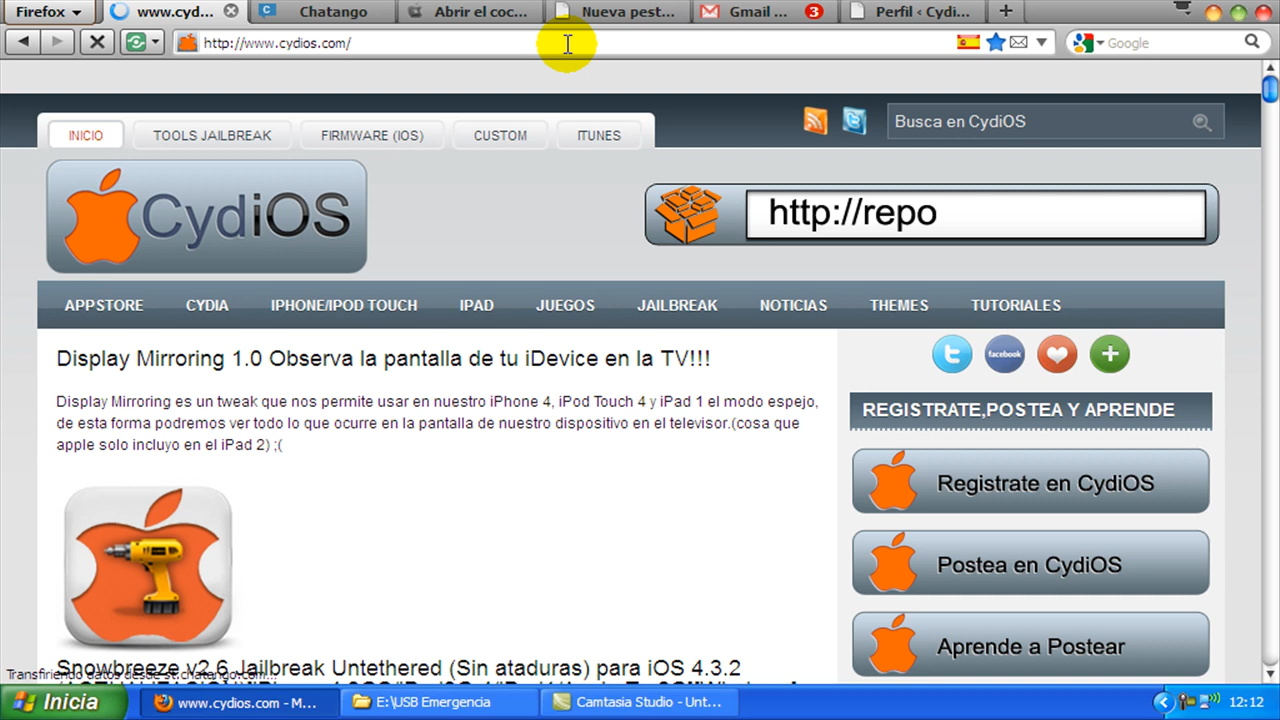 Firefox
www.cyd...
Chatango
Abrir el coc...
Nueva pest...
Gmail ...
3
Perfil ‹ Cydi...
http://www.cydios.com/
Google
INICIO
TOOLS JAILBREAK
FIRMWARE (IOS)
CUSTOM
ITUNES
Busca en CydiOS
CydiOS
http://repo
APPSTORE
CYDIA
IPHONE/IPOD TOUCH
IPAD
JUEGOS
JAILBREAK
NOTICIAS
THEMES
TUTORIALES
Display Mirroring 1.0 Observa la pantalla de tu iDevice en la TV!!!
Display Mirroring es un tweak que nos permite usar en nuestro iPhone 4, iPod Touch 4 y iPad 1 el modo espejo,
de esta forma podremos ver todo lo que ocurre en la pantalla de nuestro dispositivo en el televisor.(cosa que
apple solo incluyo en el iPad 2) ;(
facebook
REGISTRATE,POSTEA Y APRENDE
Registrate en CydiOS
Postea en CydiOS
Aprende a Postear
Snowbreeze v2.6 Jailbreak Untethered (Sin ataduras) para iOS 4.3.2
Transfiriendo datos desde st.chatango.com...
Inicia
www.cydios.com - M...
E:\USB Emergencia
Camtasia Studio - Unt...
12:12